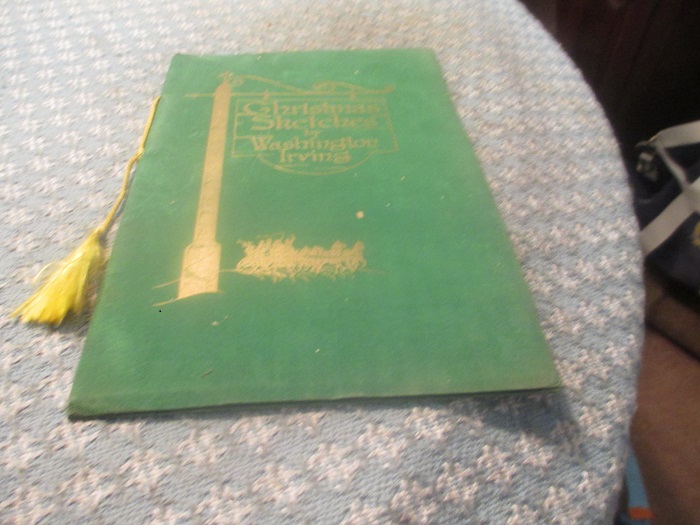 Christmas
Sketches
by
Washington
Irving